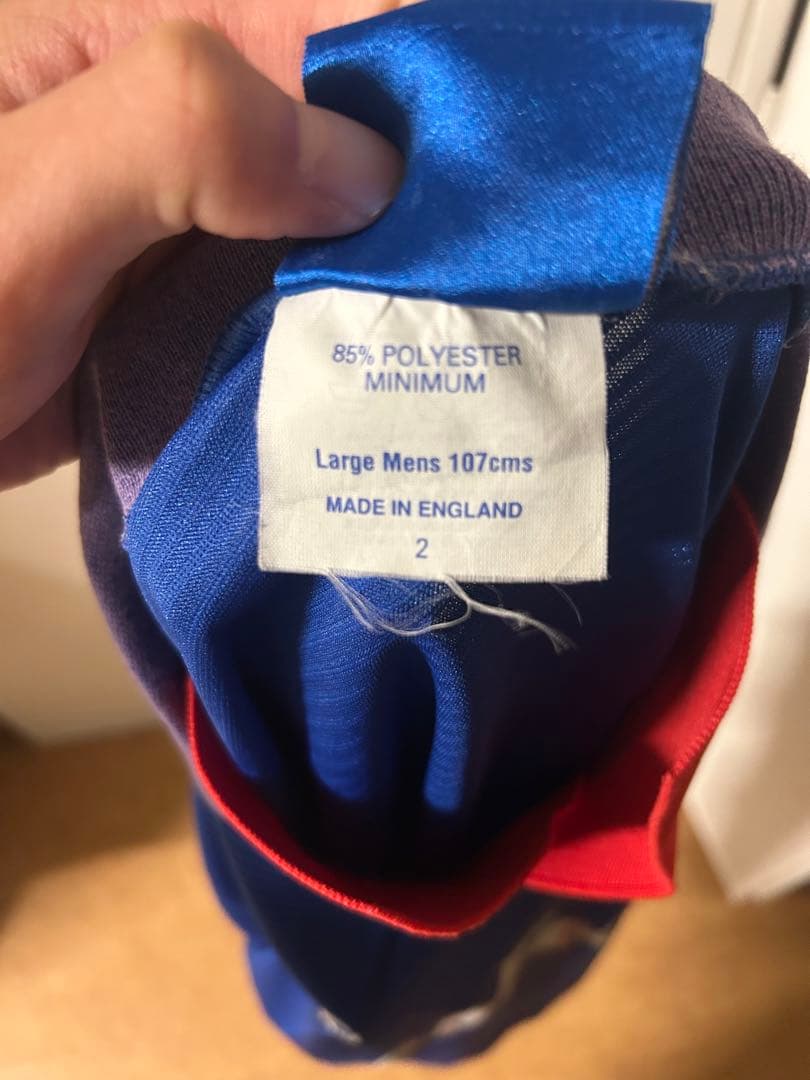 85% POLYESTER
MINIMUM
Large Mens 107cms
MADE IN ENGLAND
2